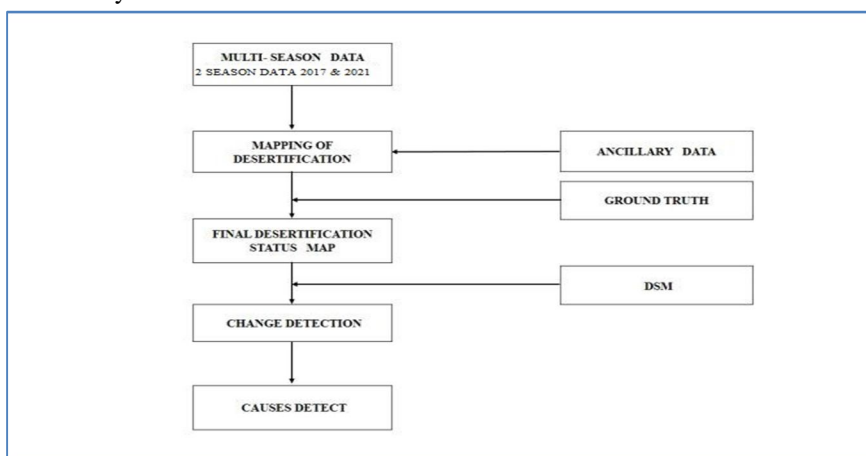 MULTI- SEASON DATA
2 SEASON DATA 2017 & 2021
MAPPING OF
DESERTIFICATION
ANCILLARY DATA
GROUND TRUTH
FINAL DESERTIFICATION
STATUS MAP
DSM
CHANGE DETECTION
CAUSES DETECT